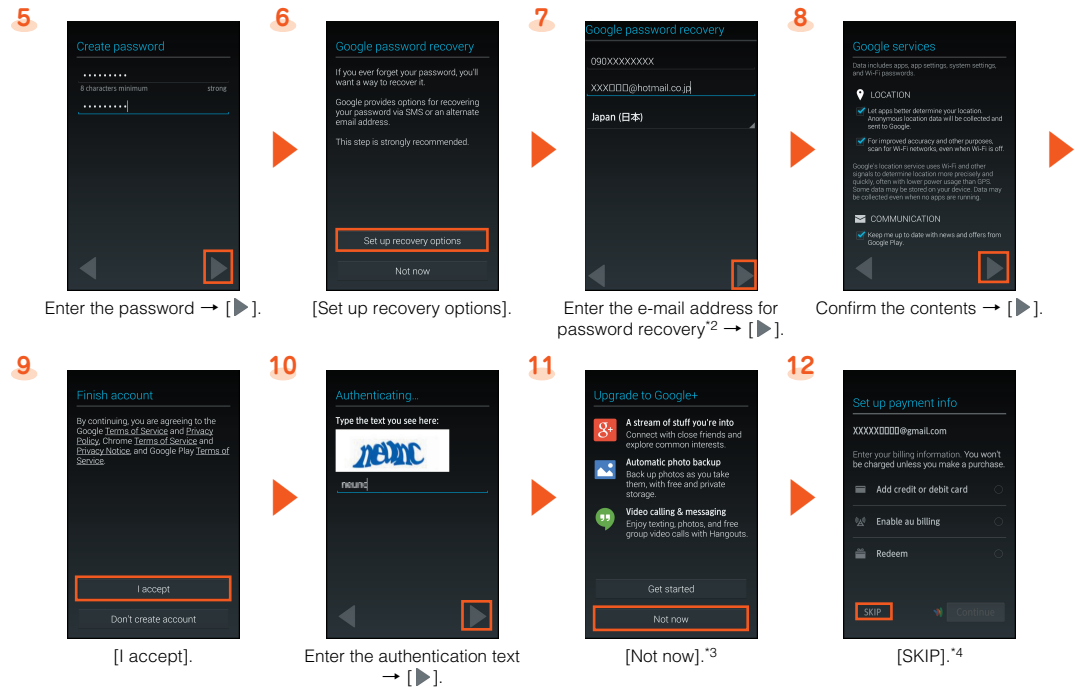 5
Create password
•••••••••
8 characters minimum strong
•••••••••
Enter the password → [▶].
6
Google password recovery
If you ever forget your password, you'll
want a way to recover it.
Google provides options for recovering
your password via SMS or an alternate
email address.
This step is strongly recommended.
Set up recovery options
Not now
[Set up recovery options].
7
Google password recovery
090XXXXXXXX
XXX□□□@hotmail.co.jp
Japan (日本)
Enter the e-mail address for
password recovery*2 → [▶].
8
Google services
Data includes apps, app settings, system settings,
and Wi-Fi passwords.
LOCATION
Let apps better determine your location.
Anonymous location data will be collected and
sent to Google.
For improved accuracy and other purposes,
scan for Wi-Fi networks, even when Wi-Fi is off.
Google's location service uses Wi-Fi and other
signals to determine location more precisely and
quickly, often with lower power usage than GPS.
Some data may be stored on your device. Data may
be collected even when no apps are running.
COMMUNICATION
Keep me up to date with news and offers from
Google Play.
Confirm the contents → [▶].
9
Finish account
By continuing, you are agreeing to the
Google Terms of Service and Privacy
Policy, Chrome Terms of Service and
Privacy Notice, and Google Play Terms of
Service.
I accept
Don't create account
[I accept].
10
Authenticating...
Type the text you see here:
neunc
neunc
Enter the authentication text
→ [▶].
11
Upgrade to Google+
g+
A stream of stuff you're into
Connect with close friends and
explore common interests.
Automatic photo backup
Back up photos as you take
them, with free and private
storage.
Video calling & messaging
Enjoy texting, photos, and free
group video calls with Hangouts.
Get started
Not now
[Not now].*3
12
Set up payment info
XXXXX□□□□@gmail.com
Enter your billing information. You won't
be charged unless you make a purchase.
Add credit or debit card
Enable au billing
Redeem
SKIP Continue
[SKIP].*4